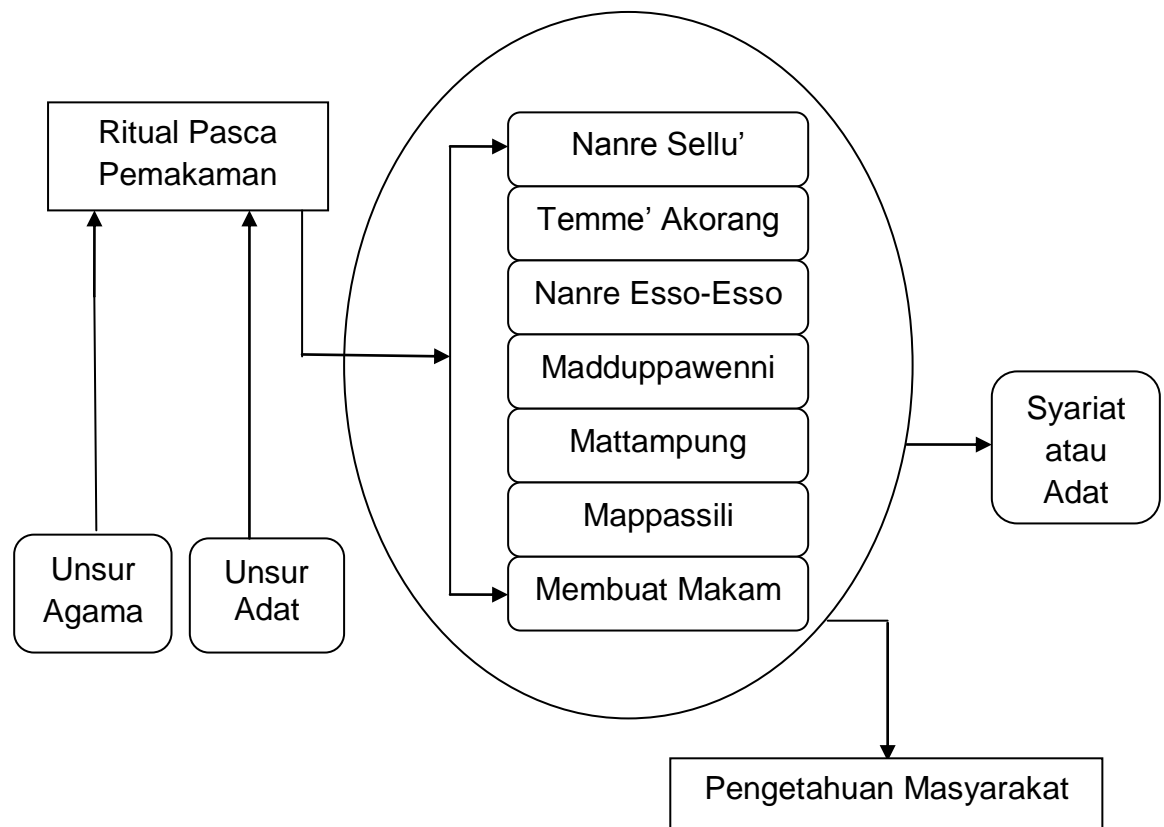 Ritual Pasca
Pemakaman
Nanre Sellu’
Temme’ Akorang
Nanre Esso-Esso
Madduppawenni
Mattampung
Mappassili
Membuat Makam
Unsur
Agama
Unsur
Adat
Syariat
atau
Adat
Pengetahuan Masyarakat